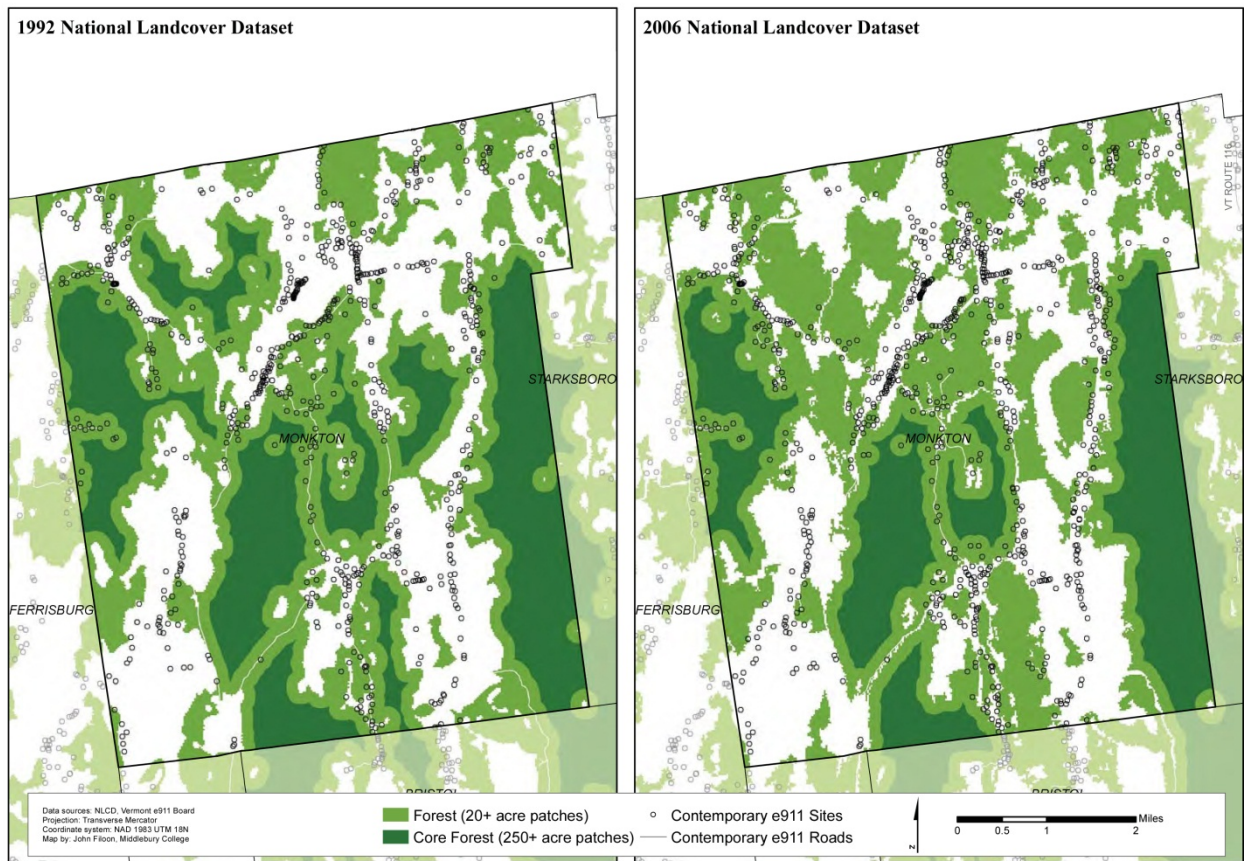 1992 National Landcover Dataset
2006 National Landcover Dataset
VT ROUTE 116
STARKSBORO
STARKSBORO
MONKTON
MONKTON
FERRISBURG
FERRISBURG
BRISTOL
BRISTOL
Data sources: NLCD, Vermont e911 Board
Projection: Transverse Mercator
Coordinate system: NAD 1983 UTM 18N
Map by: John Filoon, Middlebury College
Forest (20+ acre patches)
Core Forest (250+ acre patches)
Contemporary e911 Sites
Contemporary e911 Roads
N
Miles
0 0.5 1 2